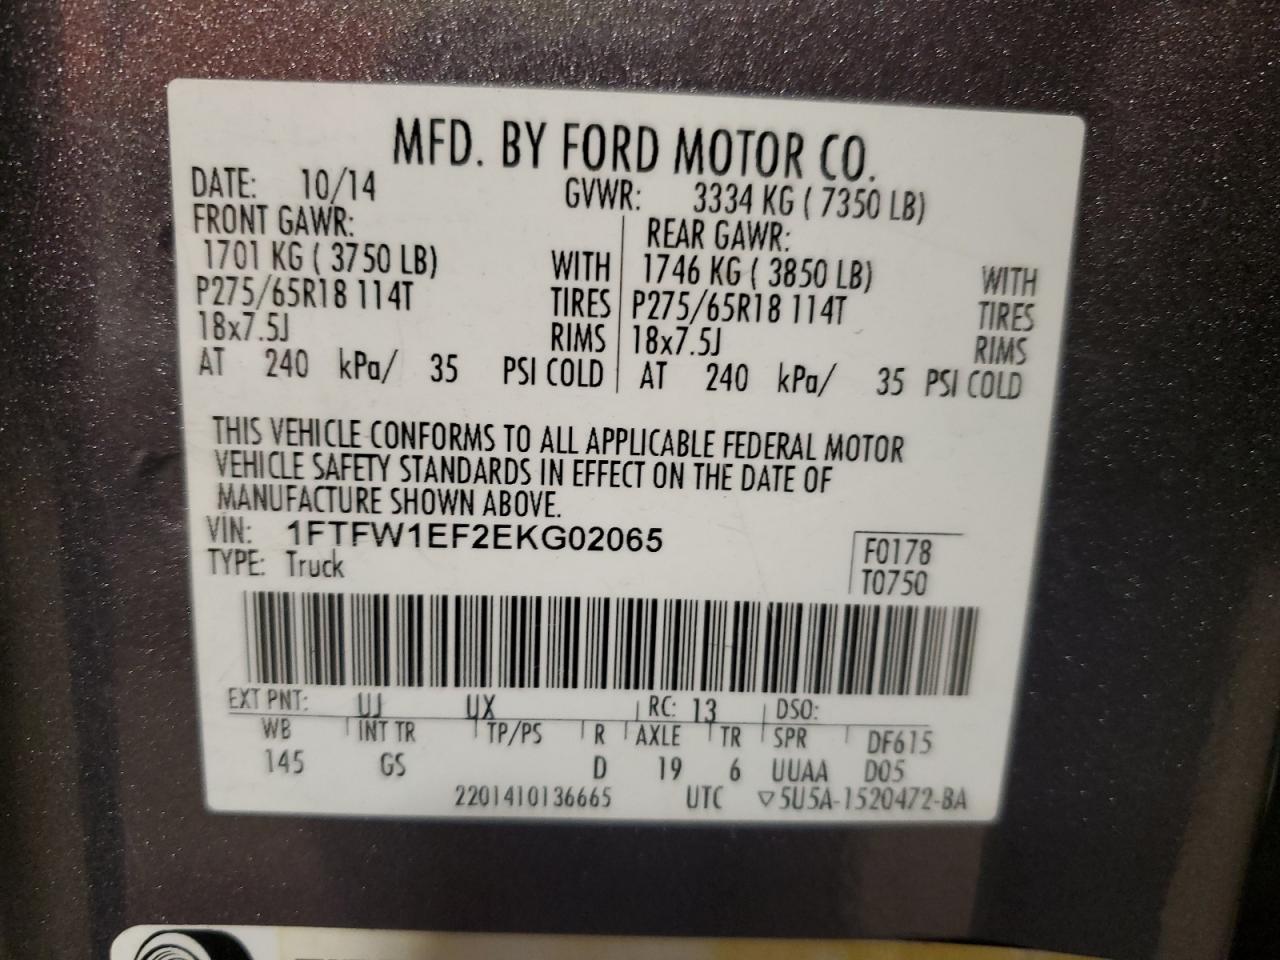 MFD. BY FORD MOTOR CO.
DATE: 10/14 GVWR: 3334 KG ( 7350 LB)
FRONT GAWR: REAR GAWR:
1701 KG ( 3750 LB) WITH 1746 KG ( 3850 LB) WITH
P275/65R18 114T TIRES P275/65R18 114T TIRES
18x7.5J RIMS 18x7.5J RIMS
AT 240 kPa/ 35 PSI COLD AT 240 kPa/ 35 PSI COLD
THIS VEHICLE CONFORMS TO ALL APPLICABLE FEDERAL MOTOR
VEHICLE SAFETY STANDARDS IN EFFECT ON THE DATE OF
MANUFACTURE SHOWN ABOVE.
VIN: 1FTFW1EF2EKG02065
TYPE: Truck
F0178
T0750
EXT PNT: UJ UX RC: 13 DSO:
WB INT TR TP/PS R AXLE TR SPR DF615
145 GS D 19 6 UUAA D05
2201410136665 UTC ▽5U5A-1520472-BA